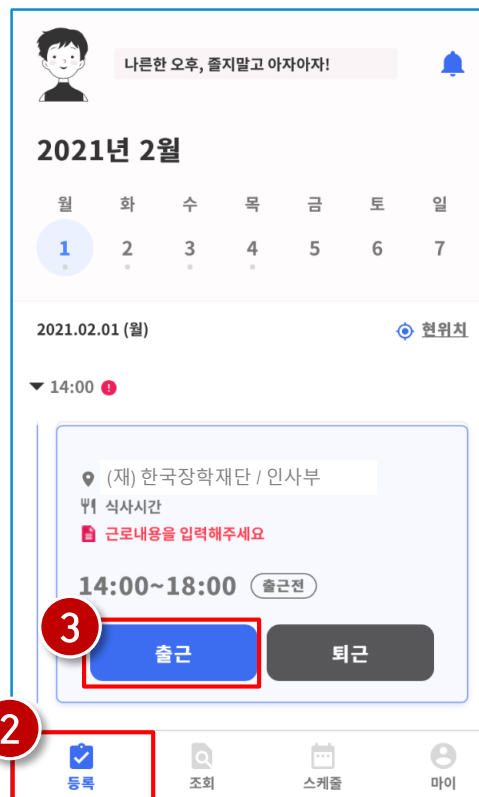 나른한 오후, 졸지말고 아자아자!
2021년 2월
월 화 수 목 금 토 일
1 2 3 4 5 6 7
2021.02.01 (월) 현위치
14:00 !
(재) 한국장학재단 / 인사부
식사시간
근로내용을 입력해주세요
14:00~18:00 출근전
3
출근 퇴근
2
등록 조회 스케줄 마이